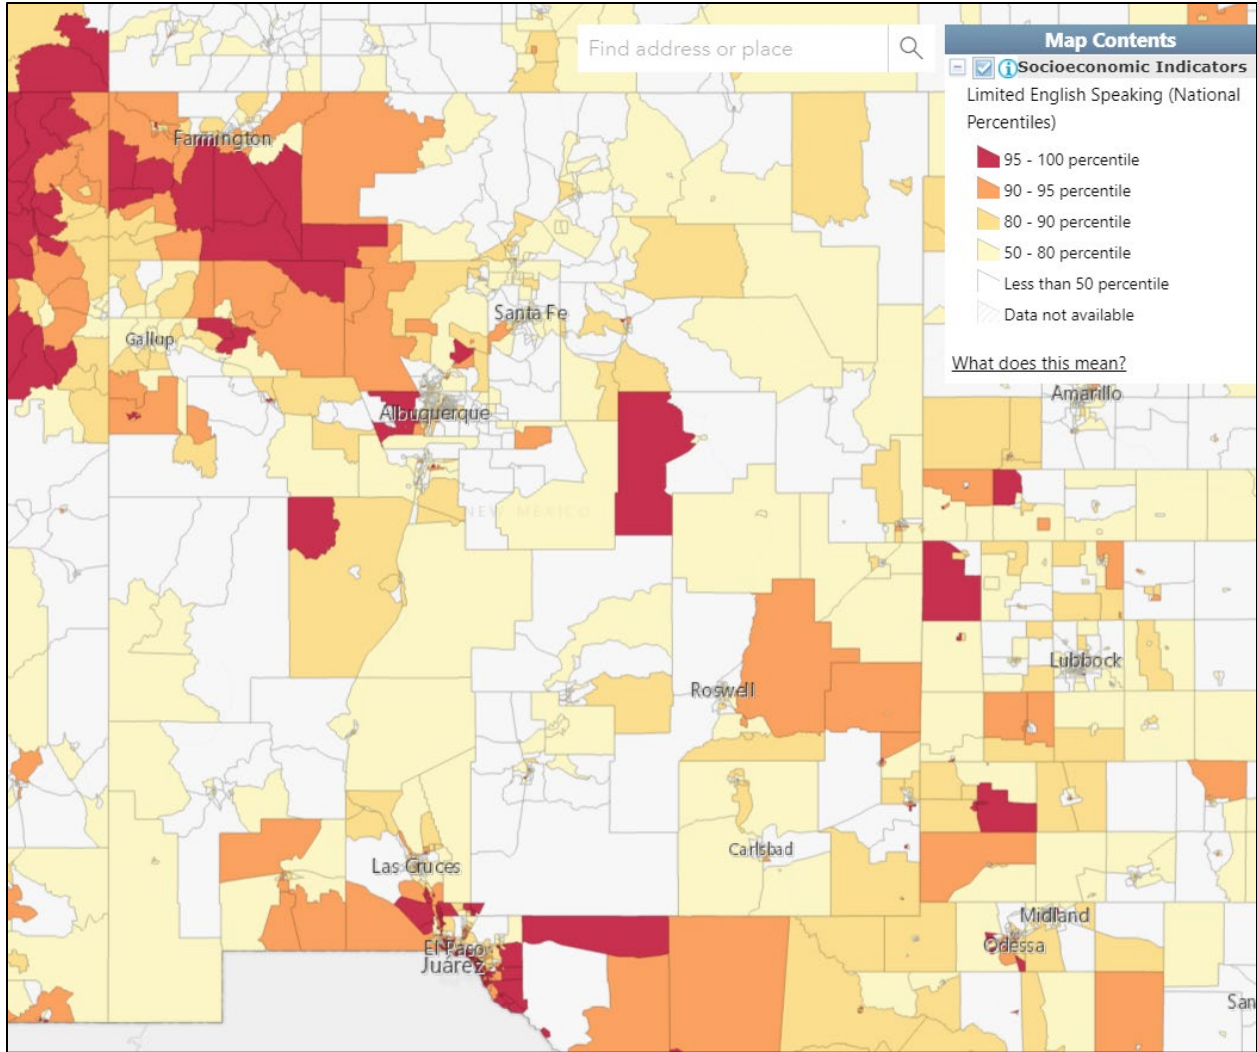 Find address or place
Map Contents
Socioeconomic Indicators
Limited English Speaking (National
Percentiles)
95 - 100 percentile
90 - 95 percentile
80 - 90 percentile
50 - 80 percentile
Less than 50 percentile
Data not available
What does this mean?
Farmington
Santa Fe
Gallup
Amarillo
Albuquerque
NEW MEXICO
Lubbock
Roswell
Carlsbad
Las Cruces
Midland
Odessa
El Paso
Juárez
San